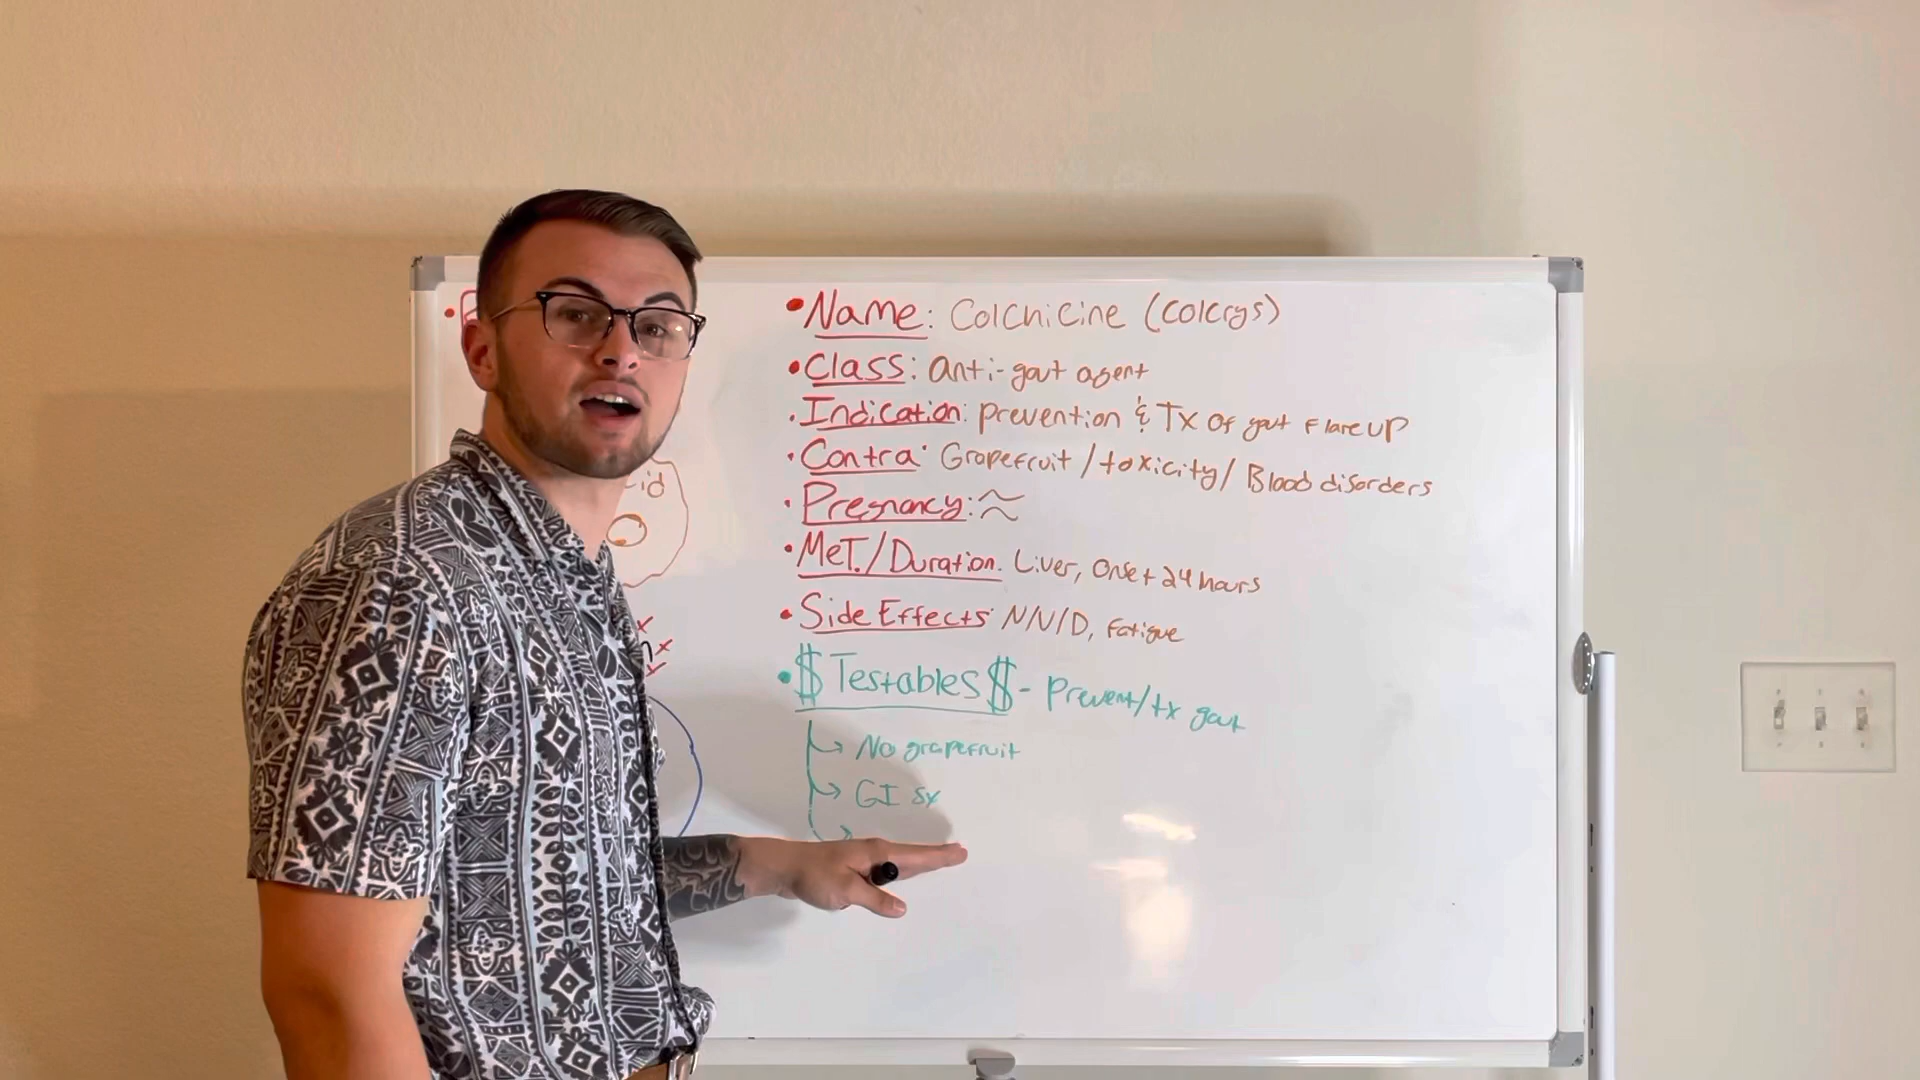 •Name: Colchicine (Colcrys)
•Class: Anti-gout agent
•Indication: prevention & Tx of gout Flare up
•Contra: Grapefruit/toxicity/Blood disorders
•Pregnancy: ≈
•Met./Duration: Liver, Onset 24 hours
•Side Effects: N/V/D, Fatigue
•$Testables$ - Prevent/tx gout
→ No grapefruit
→ GI sx